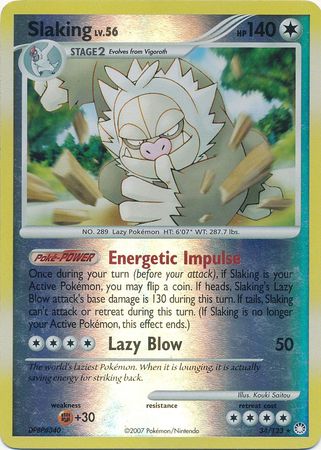 Slaking LV.56 HP 140
STAGE2 Evolves from Vigoroth
NO. 289 Lazy Pokémon HT: 6'07" WT: 287.7 lbs.
Poké-POWER Energetic Impulse
Once during your turn (before your attack), if Slaking is your
Active Pokémon, you may flip a coin. If heads, Slaking's Lazy
Blow attack's base damage is 130 during this turn. If tails, Slaking
can't attack or retreat during this turn. (If Slaking is no longer
your Active Pokémon, this effect ends.)
Lazy Blow 50
The world's laziest Pokémon. When it is lounging, it is actually
saving energy for striking back.
Illus. Kouki Saitou
weakness resistance retreat cost
+30
DPBP#340 ©2007 Pokémon/Nintendo 34/123 ★